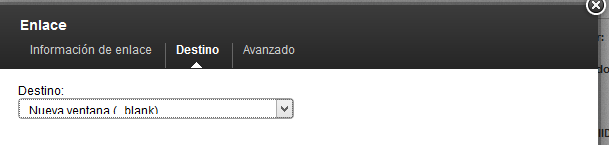 Enlace
Información de enlace Destino Avanzado
Destino:
Nueva ventana (_blank)